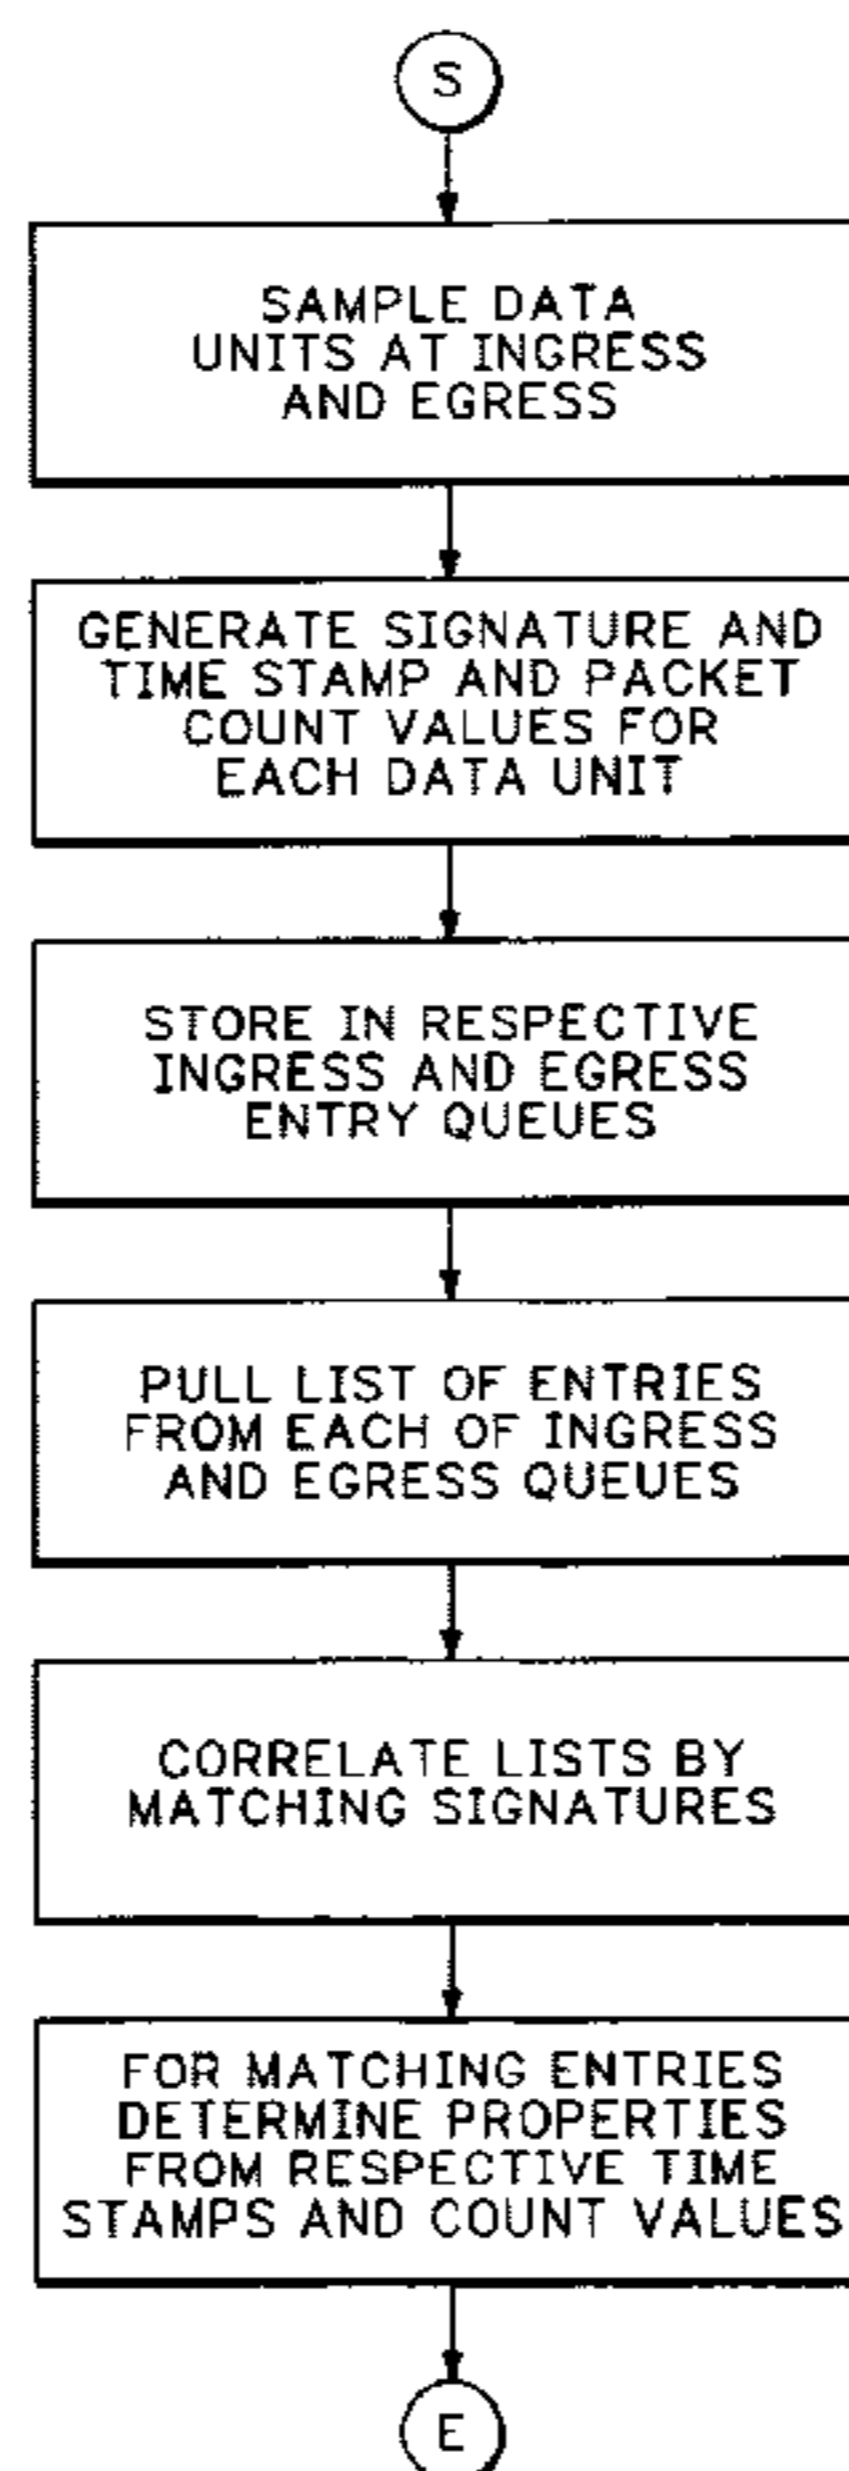 S
SAMPLE DATA
UNITS AT INGRESS
AND EGRESS
GENERATE SIGNATURE AND
TIME STAMP AND PACKET
COUNT VALUES FOR
EACH DATA UNIT
STORE IN RESPECTIVE
INGRESS AND EGRESS
ENTRY QUEUES
PULL LIST OF ENTRIES
FROM EACH OF INGRESS
AND EGRESS QUEUES
CORRELATE LISTS BY
MATCHING SIGNATURES
FOR MATCHING ENTRIES
DETERMINE PROPERTIES
FROM RESPECTIVE TIME
STAMPS AND COUNT VALUES
E